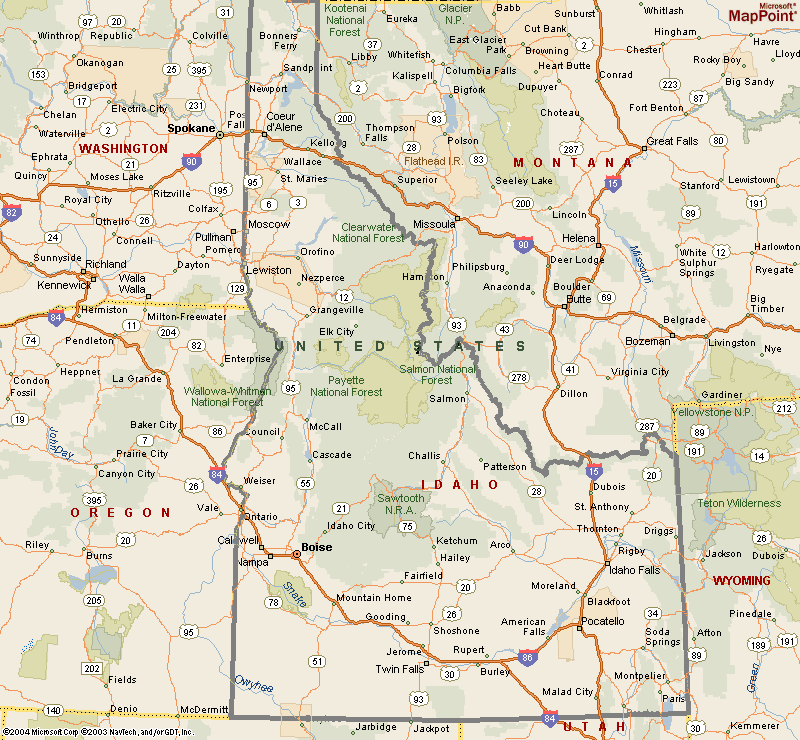 Microsoft®
MapPoint®
Kootenai
National
Forest
Glacier
N.P.
Babb
Sunburst
Whitlash
Eureka
Cut Bank
Hingham
Havre
Winthrop
Republic
Colville
Bonners
Ferry
East Glacier
Park
Browning
Chester
Lloyd
Okanogan
Libby
Whitefish
Columbia Falls
Heart Butte
Rocky Boy
Bridgeport
Sandpoint
Kalispell
Conrad
Big Sandy
Newport
Bigfork
Dupuyer
Electric City
Chelan
Post
Falls
Coeur
d'Alene
Choteau
Fort Benton
Waterville
Spokane
Thompson
Falls
Polson
Great Falls
WASHINGTON
Kellogg
Flathead I.R.
MONTANA
Ephrata
Wallace
Quincy
Moses Lake
St. Maries
Superior
Seeley Lake
Stanford
Lewistown
Royal City
Ritzville
Colfax
Lincoln
Othello
Moscow
Missoula
Pullman
Clearwater
National Forest
Helena
Connell
Pomeroy
Orofino
White
Sulphur
Springs
Harlowton
Sunnyside
Richland
Dayton
Lewiston
Nezperce
Hamilton
Philipsburg
Deer Lodge
Missouri
Ryegate
Kennewick
Walla
Walla
Anaconda
Boulder
Hermiston
Grangeville
Butte
Big
Timber
Milton-Freewater
Elk City
Belgrade
Pendleton
UNITED STATES
Bozeman
Livingston
Enterprise
Nye
Heppner
Salmon National
Forest
Virginia City
Condon
La Grande
Payette
National Forest
Fossil
Wallowa-Whitman
National Forest
Salmon
Dillon
Gardiner
Yellowstone N.P.
Baker City
McCall
John Day
Prairie City
Council
Cascade
Challis
Patterson
Canyon City
Weiser
IDAHO
Dubois
Teton Wilderness
OREGON
Vale
Ontario
Sawtooth
N.R.A.
St. Anthony
Idaho City
Thornton
Driggs
Riley
Caldwell
Boise
Ketchum
Arco
Rigby
Jackson
Dubois
Burns
Nampa
Hailey
Idaho Falls
Fairfield
Moreland
WYOMING
Snake
Mountain Home
Blackfoot
Gooding
Pinedale
American
Falls
Pocatello
Shoshone
Soda
Springs
Afton
Jerome
Rupert
Twin Falls
Burley
Montpelier
Fields
Owyhee
Malad City
Green
Paris
Denio
McDermitt
Jarbidge
Jackpot
UTAH
Kemmerer
©2004 Microsoft Corp ©2003 NavTech, and/or GDT, Inc.